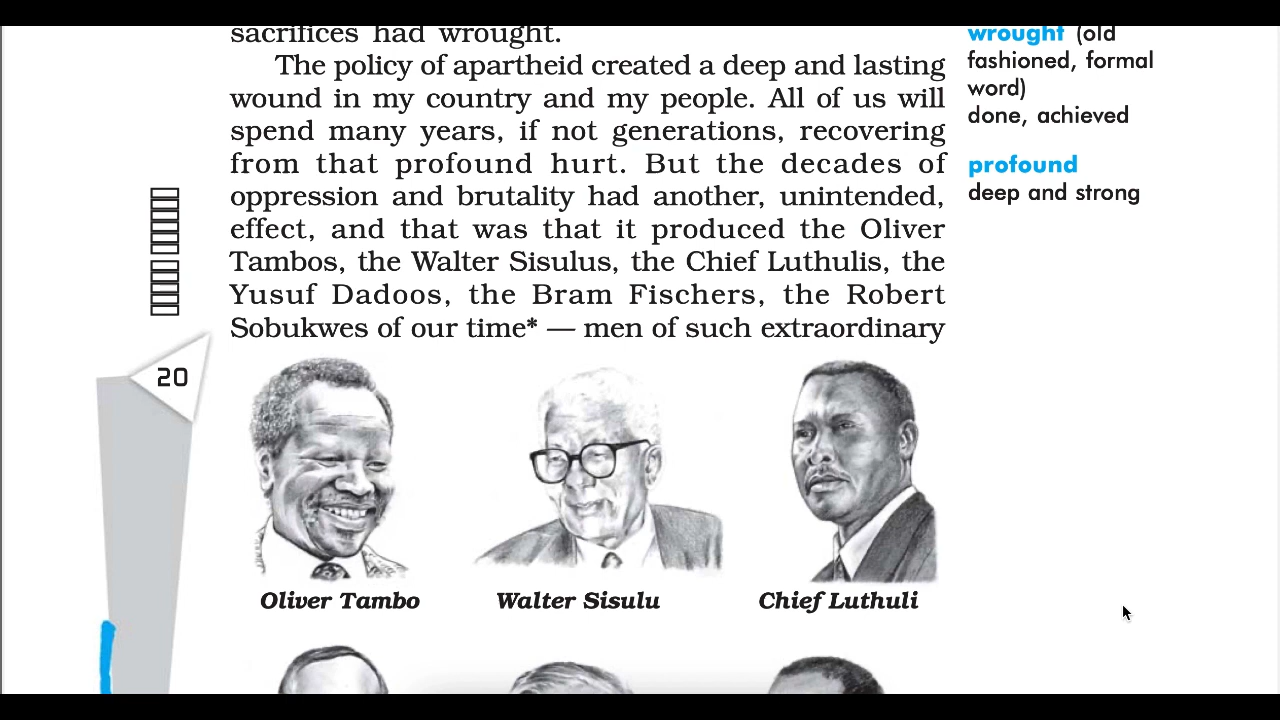 sacrifices had wrought.
The policy of apartheid created a deep and lasting
wound in my country and my people. All of us will
spend many years, if not generations, recovering
from that profound hurt. But the decades of
oppression and brutality had another, unintended,
effect, and that was that it produced the Oliver
Tambos, the Walter Sisulus, the Chief Luthulis, the
Yusuf Dadoos, the Bram Fischers, the Robert
Sobukwes of our time* — men of such extraordinary
wrought (old
fashioned, formal
word)
done, achieved
profound
deep and strong
20
Oliver Tambo
Walter Sisulu
Chief Luthuli